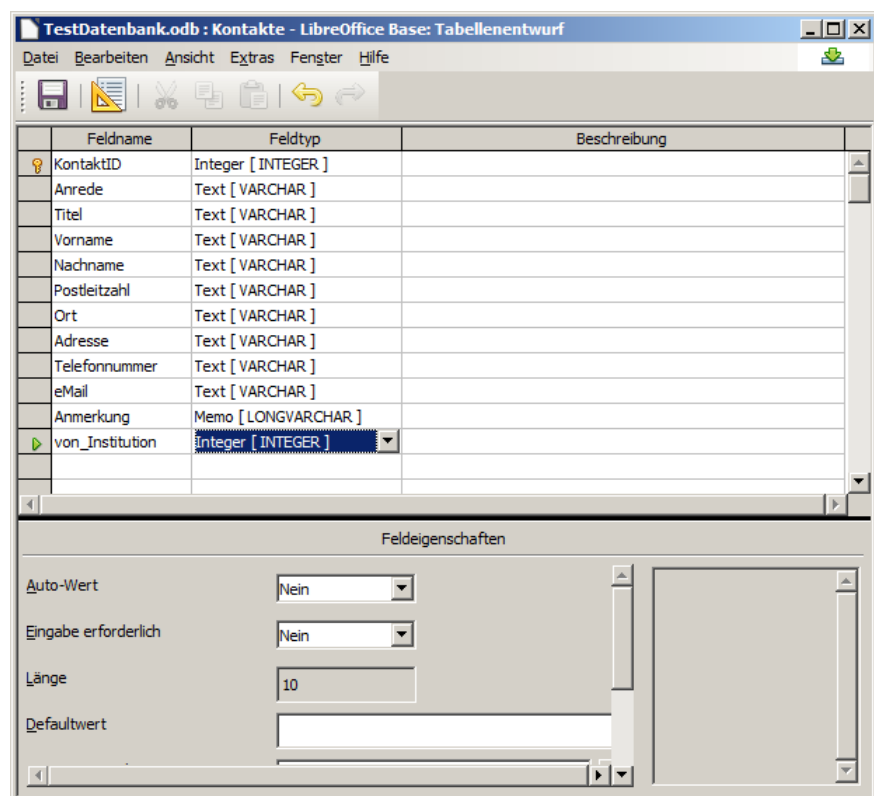 TestDatenbank.odb : Kontakte - LibreOffice Base: Tabellenentwurf
Datei Bearbeiten Ansicht Extras Fenster Hilfe
Feldname Feldtyp Beschreibung
KontaktID Integer [ INTEGER ]
Anrede Text [ VARCHAR ]
Titel Text [ VARCHAR ]
Vorname Text [ VARCHAR ]
Nachname Text [ VARCHAR ]
Postleitzahl Text [ VARCHAR ]
Ort Text [ VARCHAR ]
Adresse Text [ VARCHAR ]
Telefonnummer Text [ VARCHAR ]
eMail Text [ VARCHAR ]
Anmerkung Memo [ LONGVARCHAR ]
von_Institution Integer [ INTEGER ]
Feldeigenschaften
Auto-Wert Nein
Eingabe erforderlich Nein
Länge 10
Defaultwert